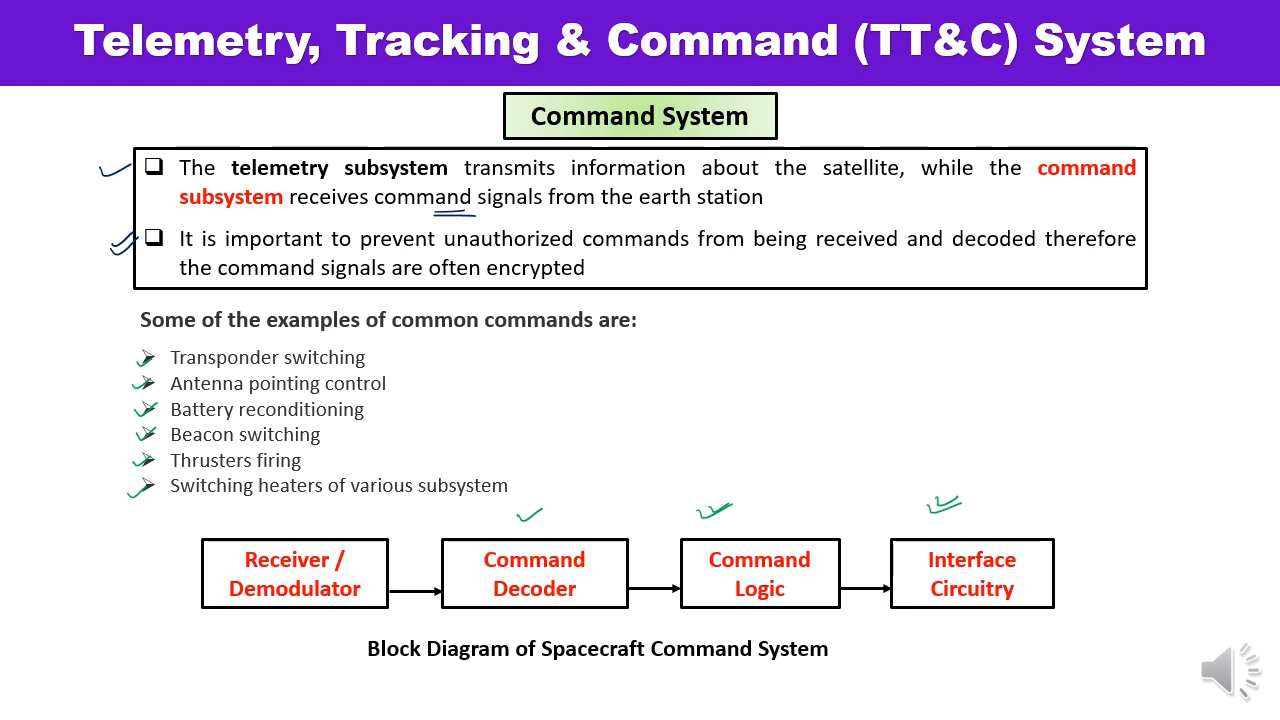 Telemetry, Tracking & Command (TT&C) System
Command System
The telemetry subsystem transmits information about the satellite, while the command
subsystem receives command signals from the earth station
It is important to prevent unauthorized commands from being received and decoded therefore
the command signals are often encrypted
Some of the examples of common commands are:
Transponder switching
Antenna pointing control
Battery reconditioning
Beacon switching
Thrusters firing
Switching heaters of various subsystem
Receiver /
Demodulator
Command
Decoder
Command
Logic
Interface
Circuitry
Block Diagram of Spacecraft Command System